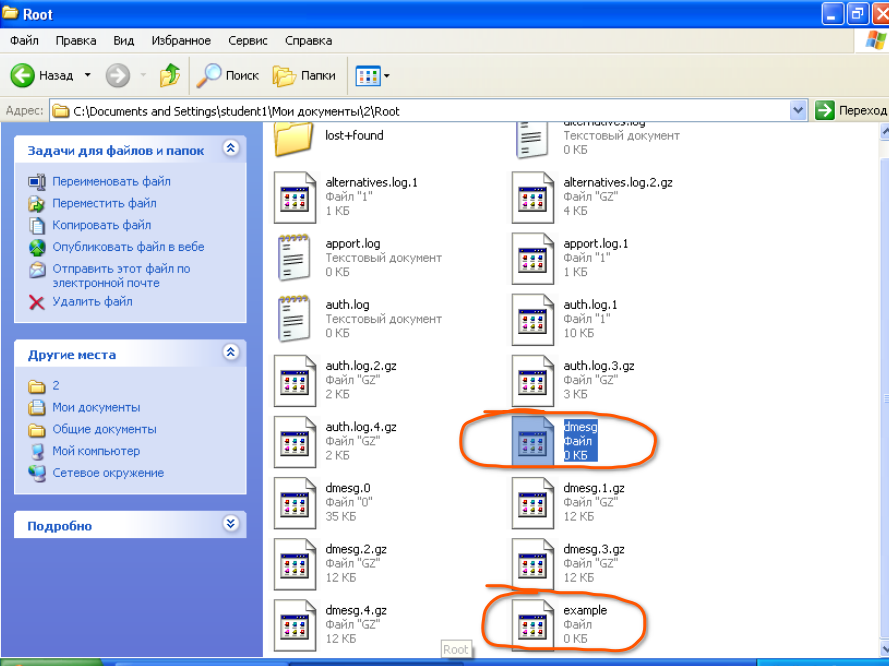 Root
Файл Правка Вид Избранное Сервис Справка
Назад Поиск Папки
Адрес: C:\Documents and Settings\student1\Мои документы\2\Root Переход
Задачи для файлов и папок
Переименовать файл
Переместить файл
Копировать файл
Опубликовать файл в вебе
Отправить этот файл по
электронной почте
Удалить файл
Другие места
2
Мои документы
Общие документы
Мой компьютер
Сетевое окружение
Подробно
lost+found
alternatives.log
Текстовый документ
0 КБ
alternatives.log.1
Файл "1"
1 КБ
alternatives.log.2.gz
Файл "GZ"
4 КБ
apport.log
Текстовый документ
0 КБ
apport.log.1
Файл "1"
1 КБ
auth.log
Текстовый документ
0 КБ
auth.log.1
Файл "1"
10 КБ
auth.log.2.gz
Файл "GZ"
2 КБ
auth.log.3.gz
Файл "GZ"
3 КБ
auth.log.4.gz
Файл "GZ"
2 КБ
dmesg
Файл
0 КБ
dmesg.0
Файл "0"
35 КБ
dmesg.1.gz
Файл "GZ"
12 КБ
dmesg.2.gz
Файл "GZ"
12 КБ
dmesg.3.gz
Файл "GZ"
12 КБ
dmesg.4.gz
Файл "GZ"
12 КБ
example
Файл
0 КБ
Root